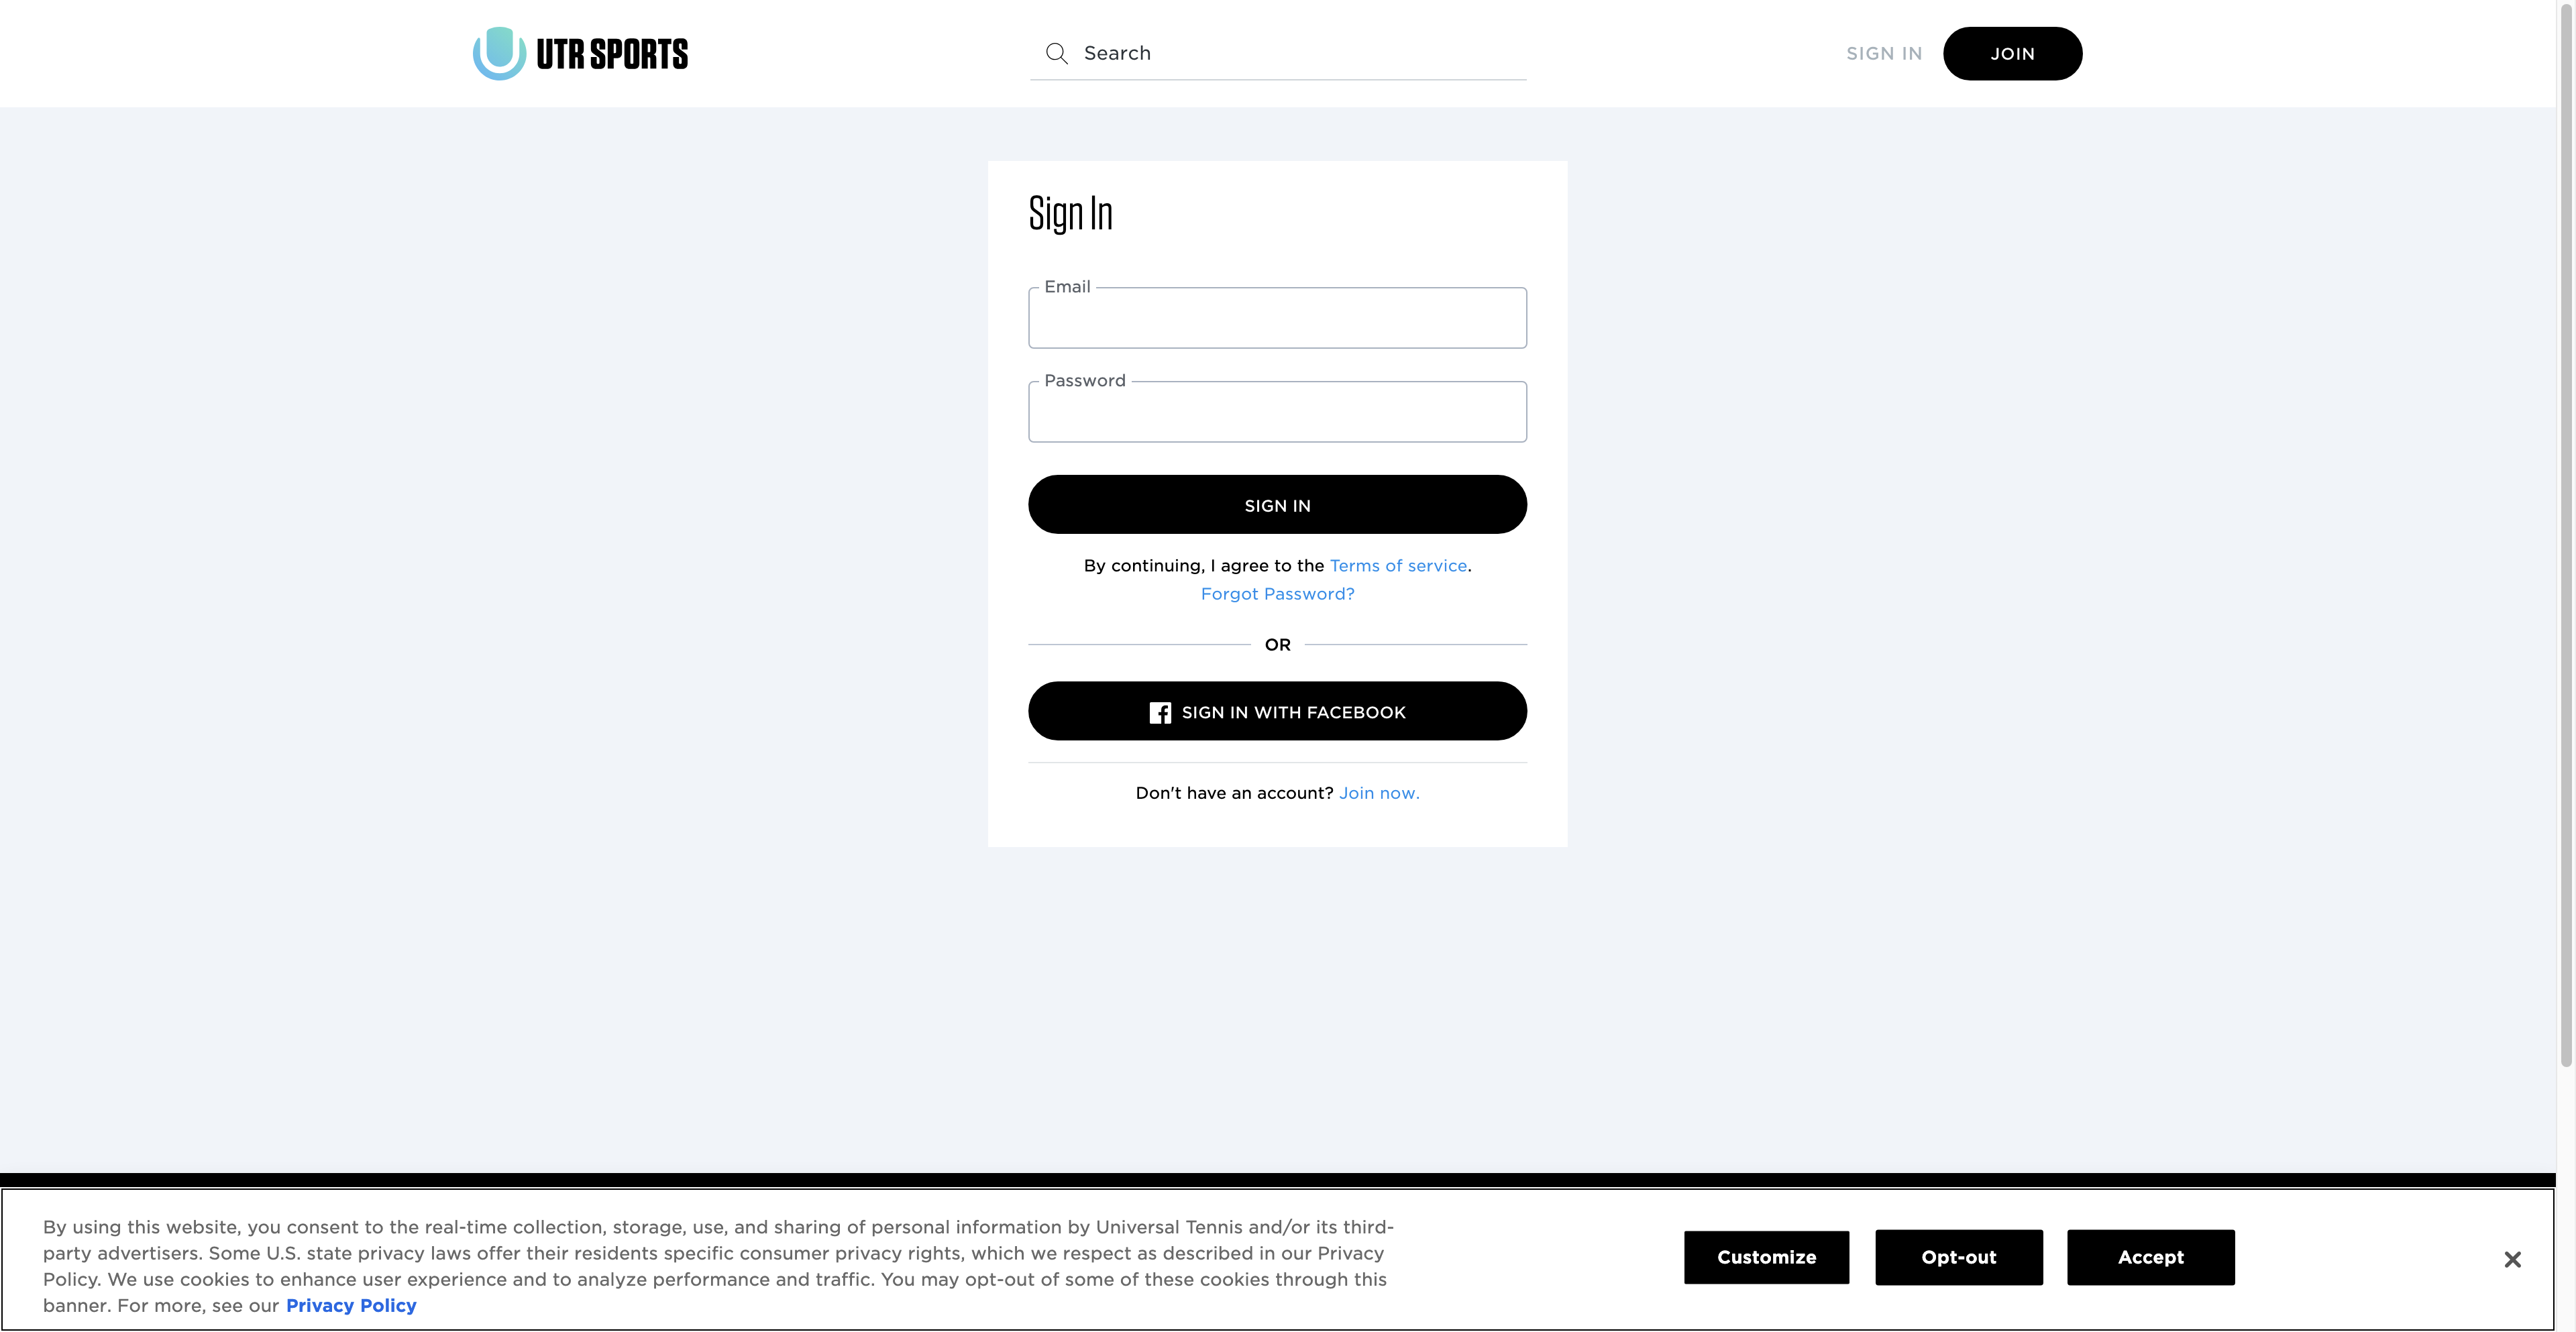 UTR SPORTS
Search
SIGN IN
JOIN
Sign In
Email
Password
SIGN IN
By continuing, I agree to the Terms of service.
Forgot Password?
OR
SIGN IN WITH FACEBOOK
Don't have an account? Join now.
By using this website, you consent to the real-time collection, storage, use, and sharing of personal information by Universal Tennis and/or its third-
party advertisers. Some U.S. state privacy laws offer their residents specific consumer privacy rights, which we respect as described in our Privacy
Policy. We use cookies to enhance user experience and to analyze performance and traffic. You may opt-out of some of these cookies through this
banner. For more, see our Privacy Policy
Customize
Opt-out
Accept